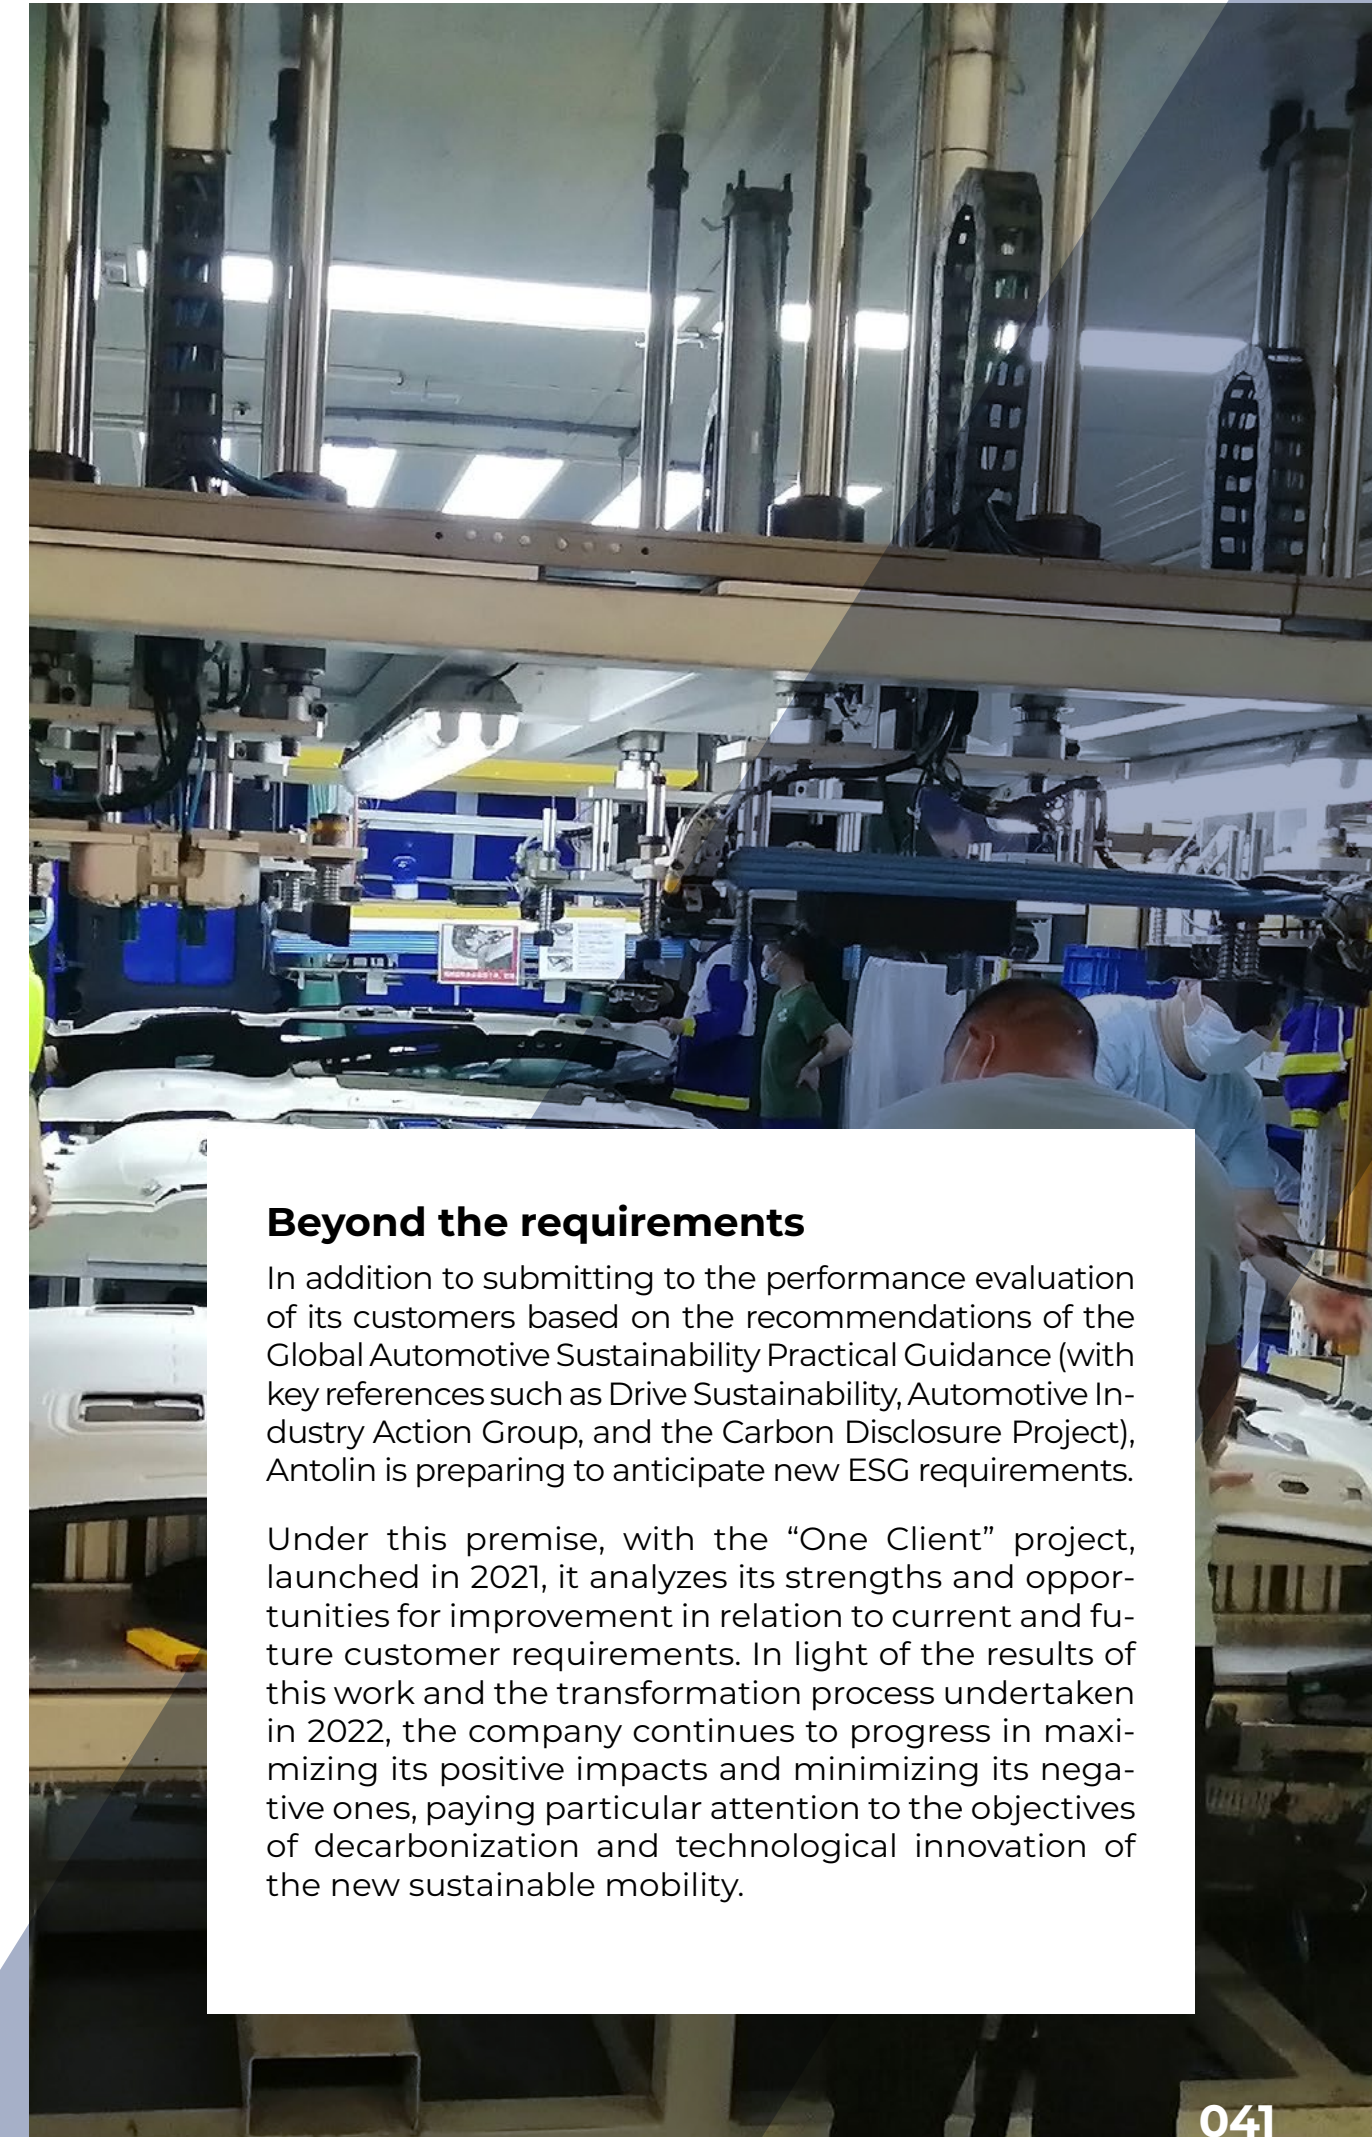 Beyond the requirements
In addition to submitting to the performance evaluation
of its customers based on the recommendations of the
Global Automotive Sustainability Practical Guidance (with
key references such as Drive Sustainability, Automotive In-
dustry Action Group, and the Carbon Disclosure Project),
Antolin is preparing to anticipate new ESG requirements.
Under this premise, with the “One Client” project,
launched in 2021, it analyzes its strengths and oppor-
tunities for improvement in relation to current and fu-
ture customer requirements. In light of the results of
this work and the transformation process undertaken
in 2022, the company continues to progress in maxi-
mizing its positive impacts and minimizing its nega-
tive ones, paying particular attention to the objectives
of decarbonization and technological innovation of
the new sustainable mobility.
041